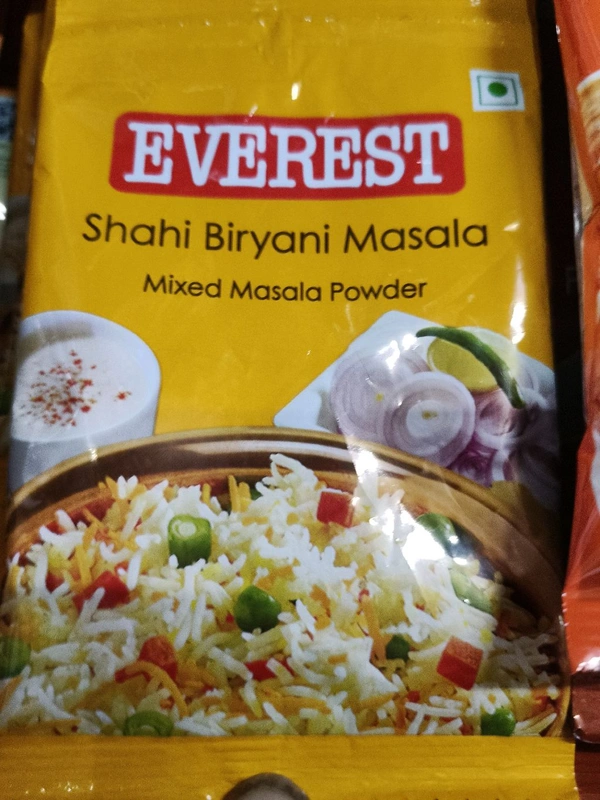 EVEREST
Shahi Biryani Masala
Mixed Masala Powder